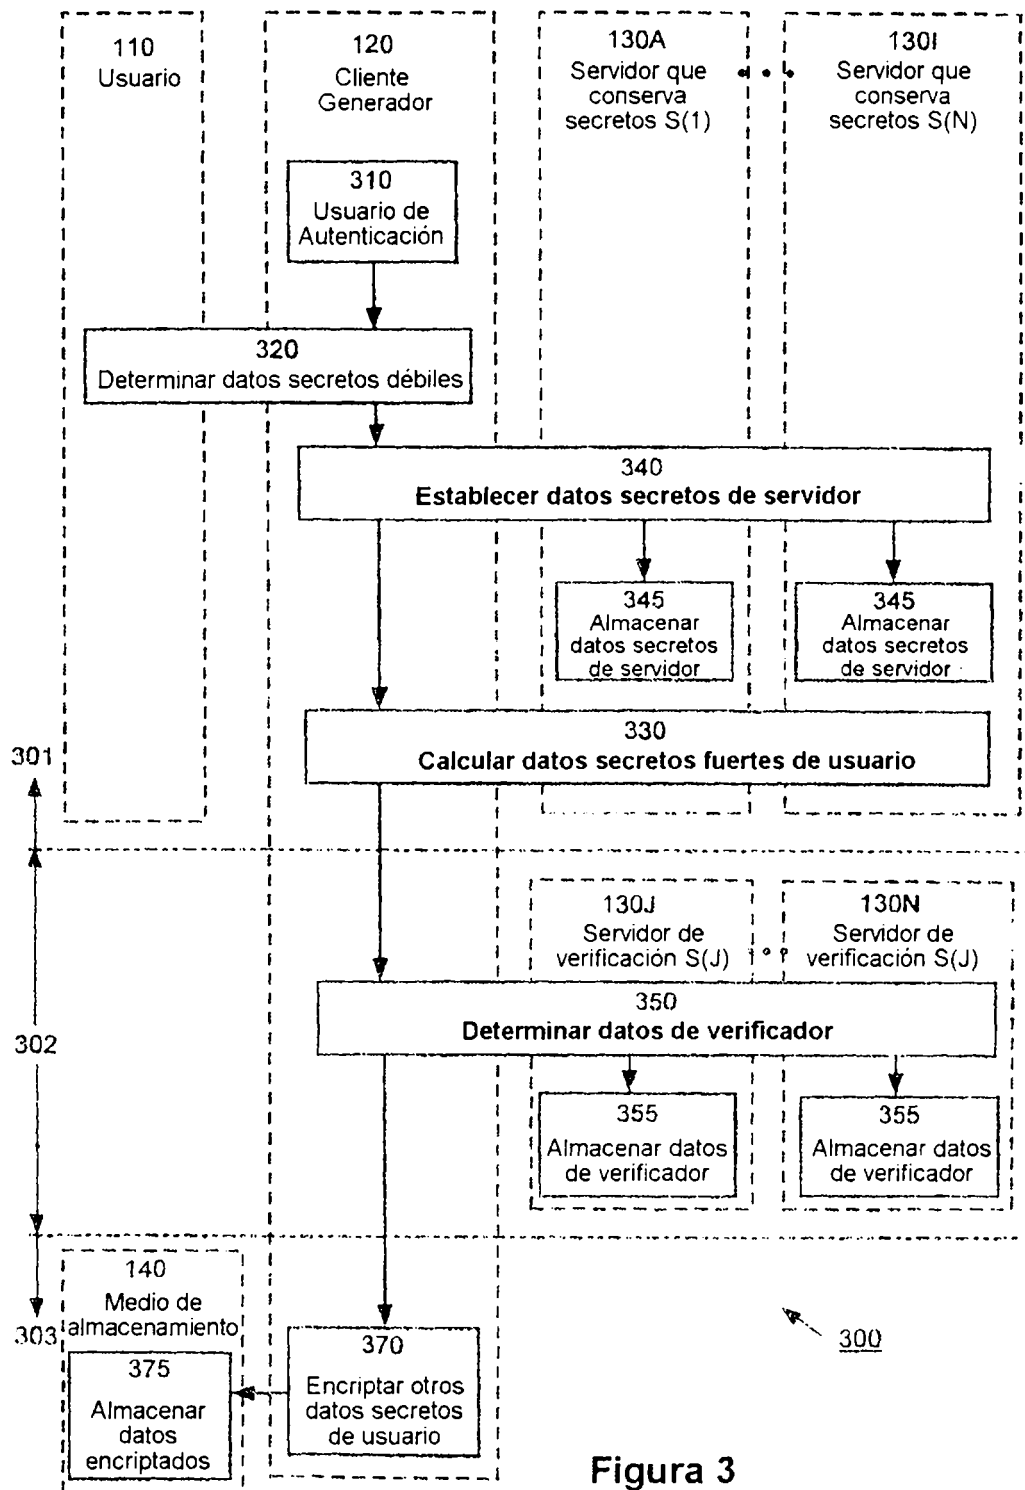 110
Usuario
120
Cliente
Generador
130A
Servidor que
conserva
secretos S(1)
130I
Servidor que
conserva
secretos S(N)
310
Usuario de
Autenticación
320
Determinar datos secretos débiles
340
Establecer datos secretos de servidor
345
Almacenar
datos secretos
de servidor
345
Almacenar
datos secretos
de servidor
330
Calcular datos secretos fuertes de usuario
301
130J
Servidor de
verificación S(J)
130N
Servidor de
verificación S(J)
350
Determinar datos de verificador
302
355
Almacenar datos
de verificador
355
Almacenar datos
de verificador
140
Medio de
almacenamiento
303
375
Almacenar
datos
encriptados
370
Encriptar otros
datos secretos
de usuario
300
Figura 3